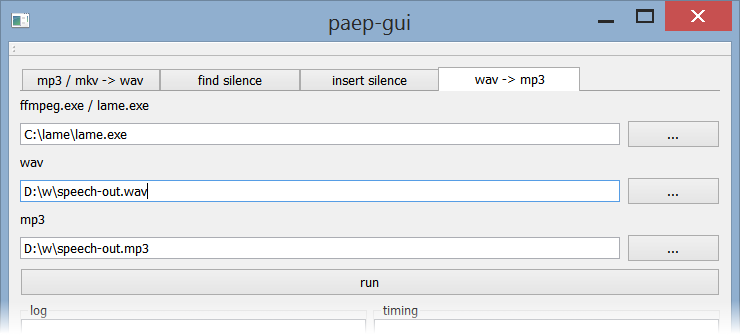 paep-gui
mp3 / mkv -> wav find silence insert silence wav -> mp3
ffmpeg.exe / lame.exe
C:\lame\lame.exe ...
wav
D:\w\speech-out.wav ...
mp3
D:\w\speech-out.mp3 ...
run
log timing